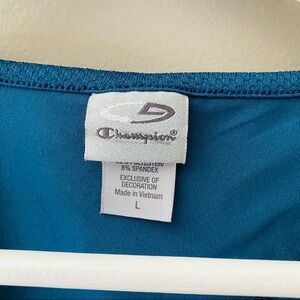 Champion®
8% SPANDEX
EXCLUSIVE OF
DECORATION
Made in Vietnam
L